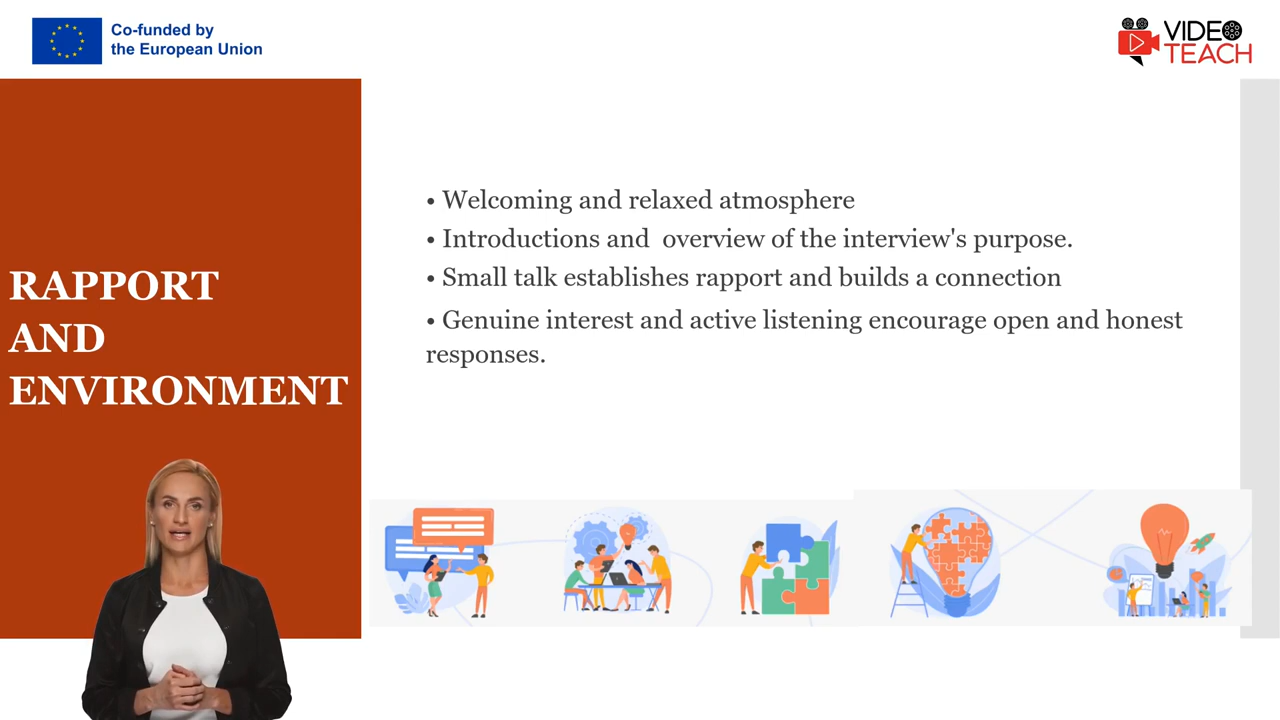 Co-funded by
the European Union
VIDEO
TEACH
RAPPORT
AND
ENVIRONMENT
• Welcoming and relaxed atmosphere
• Introductions and  overview of the interview's purpose.
• Small talk establishes rapport and builds a connection
• Genuine interest and active listening encourage open and honest
responses.